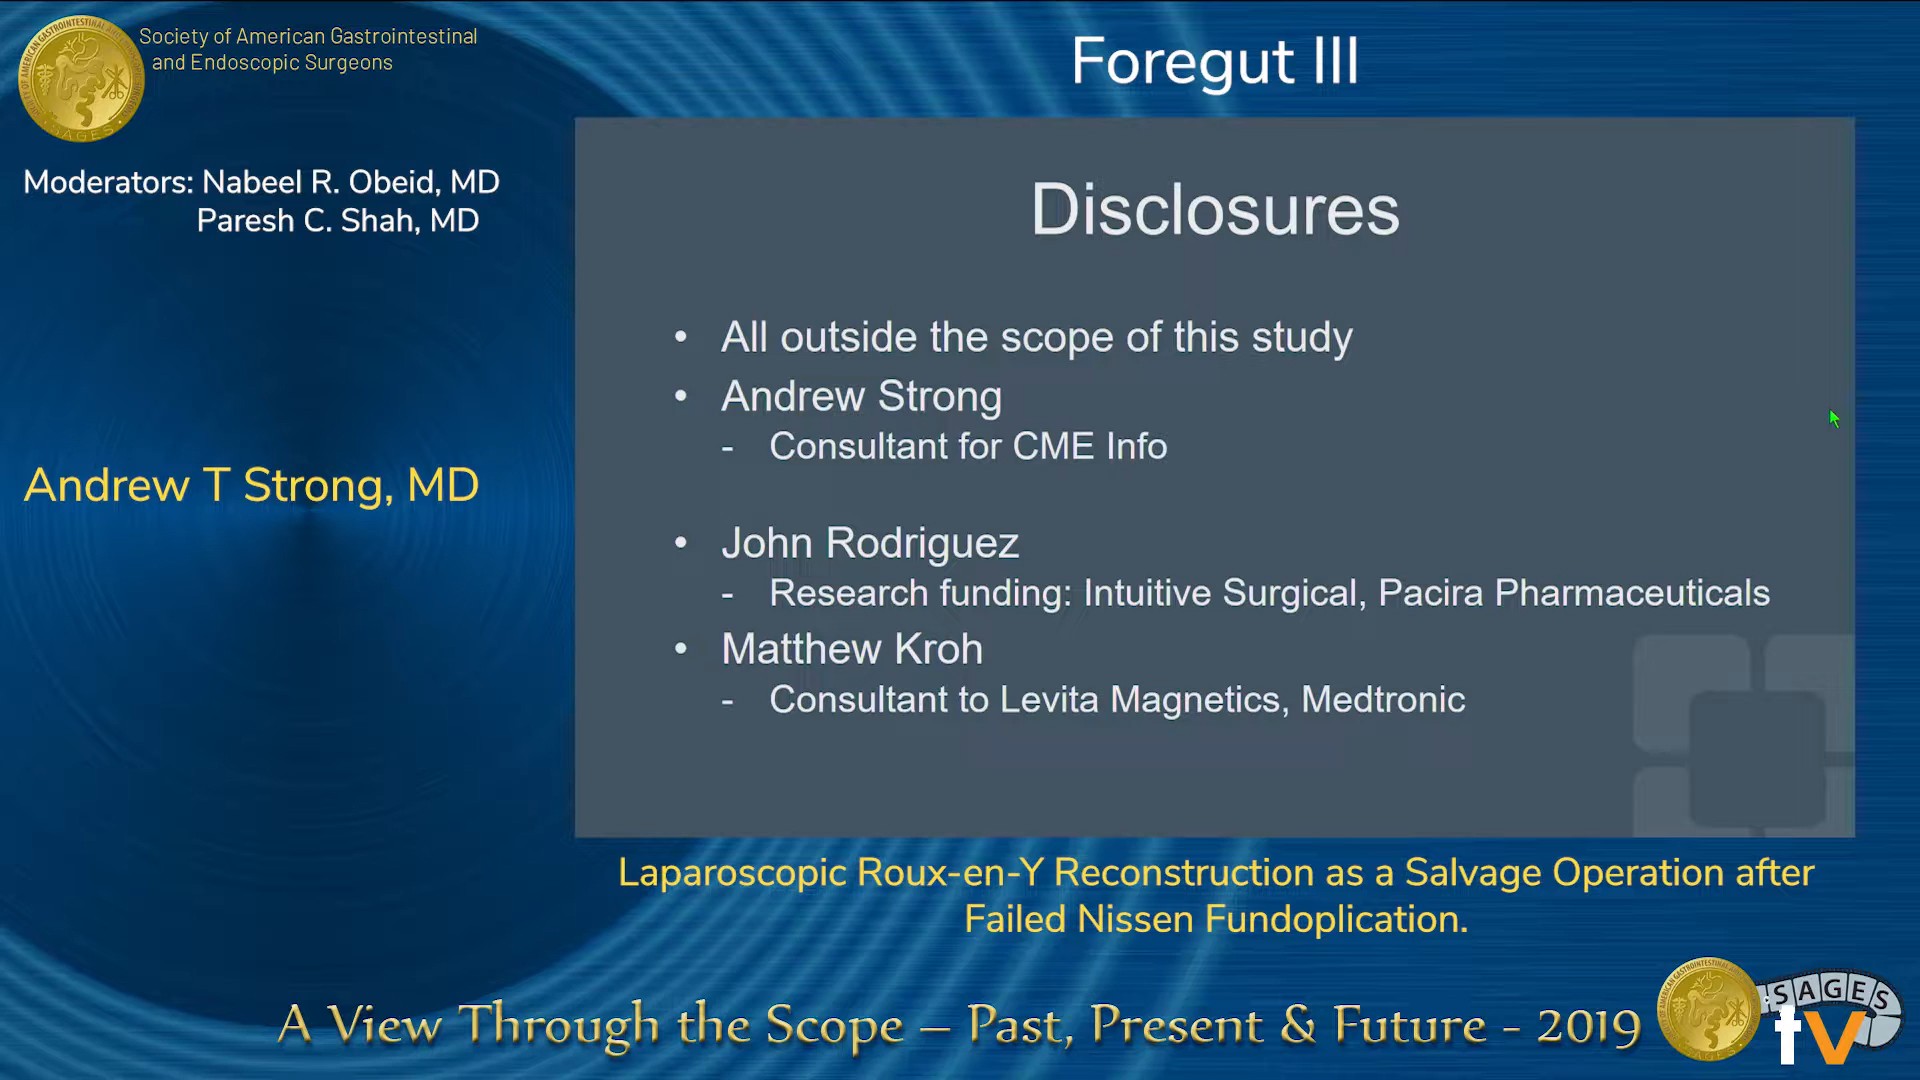 Society of American Gastrointestinal
and Endoscopic Surgeons
Foregut III
Moderators: Nabeel R. Obeid, MD
Paresh C. Shah, MD
Andrew T Strong, MD
Disclosures
• All outside the scope of this study
• Andrew Strong
- Consultant for CME Info
• John Rodriguez
- Research funding: Intuitive Surgical, Pacira Pharmaceuticals
• Matthew Kroh
- Consultant to Levita Magnetics, Medtronic
Laparoscopic Roux-en-Y Reconstruction as a Salvage Operation after
Failed Nissen Fundoplication.
A View Through the Scope – Past, Present & Future - 2019
SAGES
tv